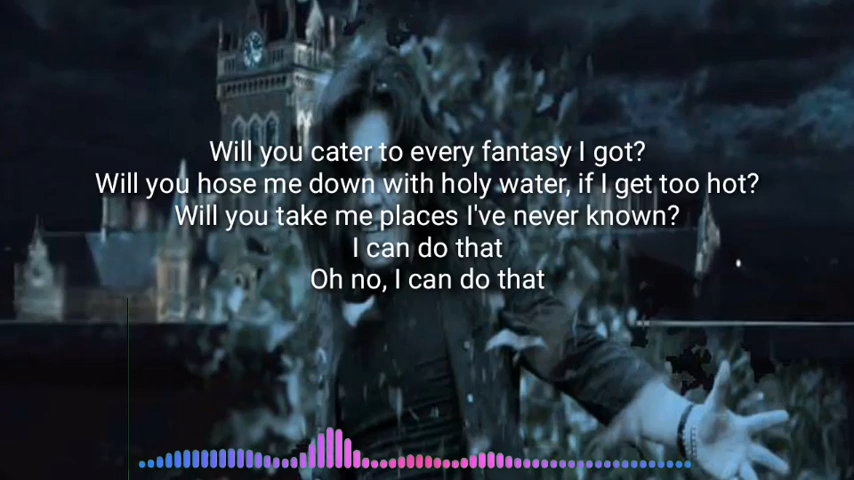 Will you cater to every fantasy I got?
Will you hose me down with holy water, if I get too hot?
Will you take me places I've never known?
I can do that
Oh no, I can do that